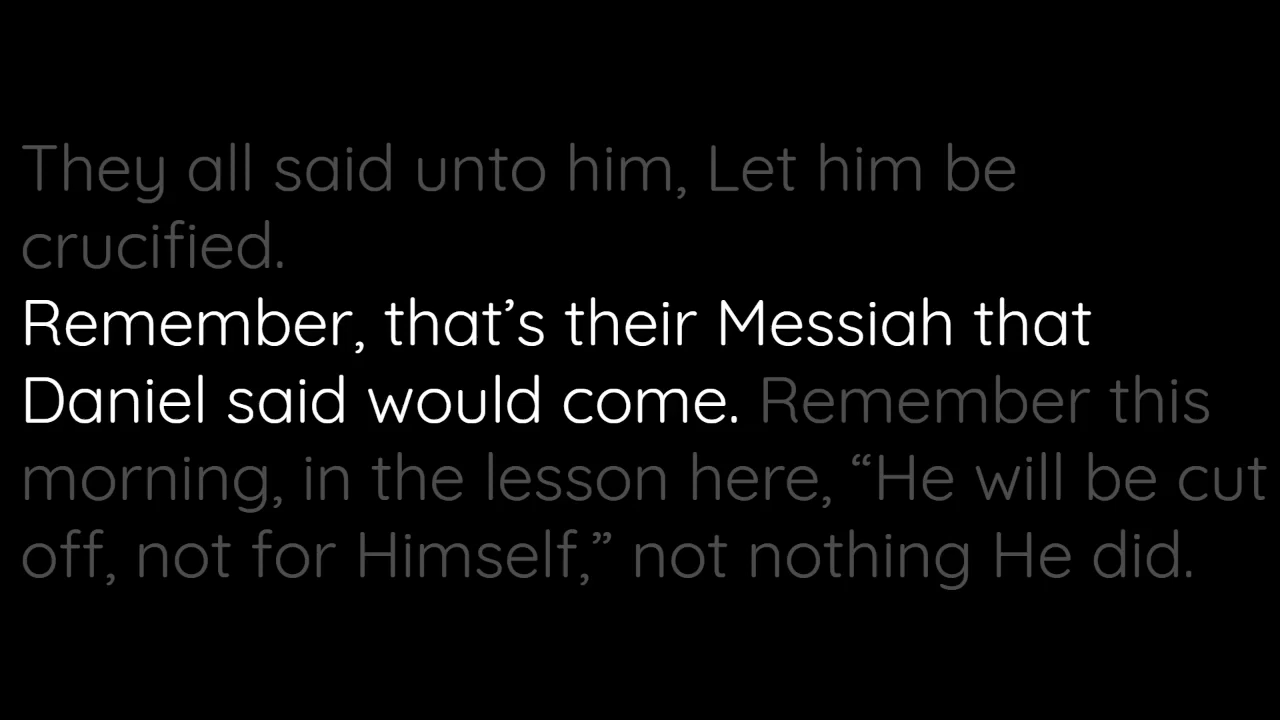 They all said unto him, Let him be
crucified.
Remember, that’s their Messiah that
Daniel said would come. Remember this
morning, in the lesson here, “He will be cut
off, not for Himself,” not nothing He did.